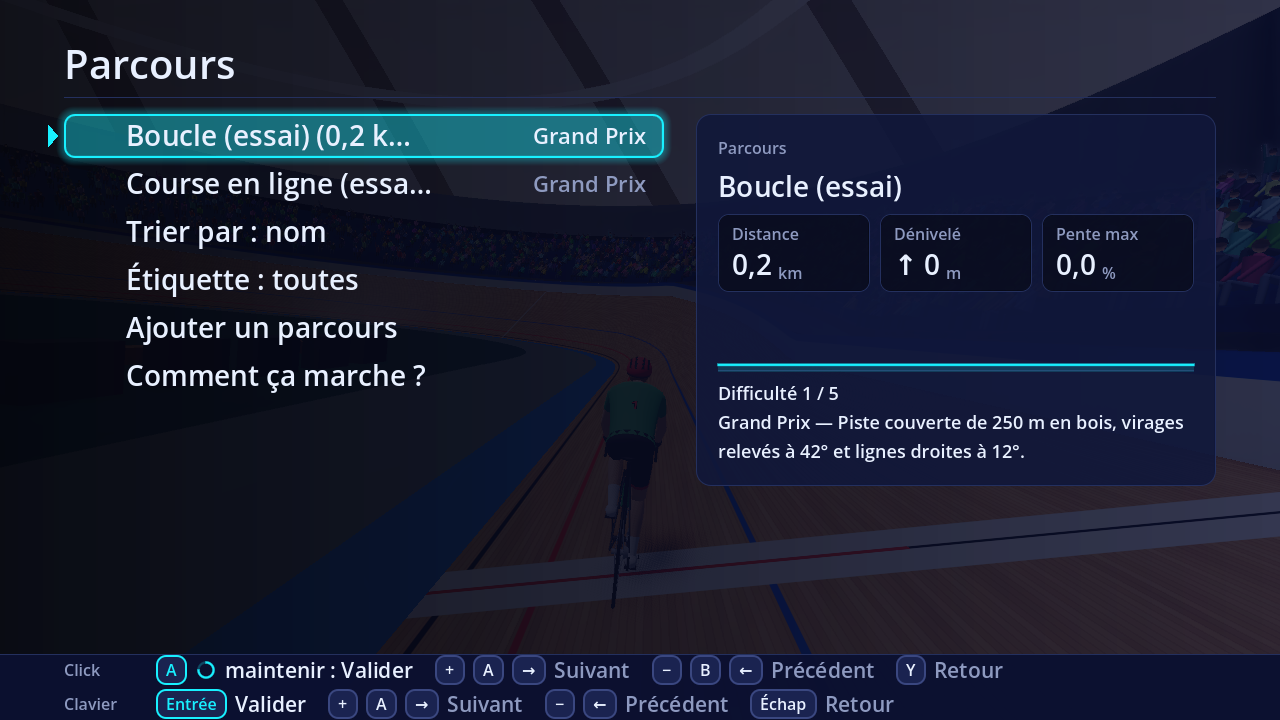 Parcours
Boucle (essai) (0,2 k... Grand Prix
Course en ligne (essa... Grand Prix
Trier par : nom
Étiquette : toutes
Ajouter un parcours
Comment ça marche ?
Parcours
Boucle (essai)
Distance Dénivelé Pente max
0,2 km ↑ 0 m 0,0 %
Difficulté 1 / 5
Grand Prix — Piste couverte de 250 m en bois, virages
relevés à 42° et lignes droites à 12°.
Click A maintenir : Valider + A → Suivant − B ← Précédent Y Retour
Clavier Entrée Valider + A → Suivant − ← Précédent Échap Retour